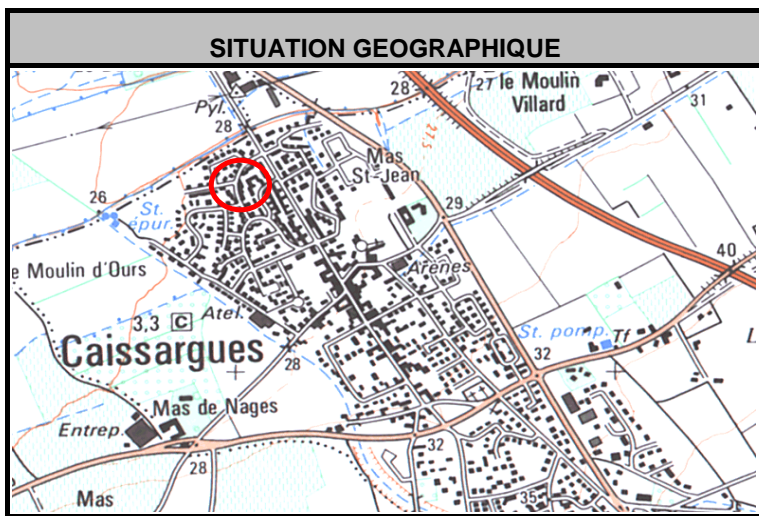 SITUATION GEOGRAPHIQUE
27 le Moulin
Villard
28
31
Pyl.
28
27,5
Mas
St-Jean
26
St.
épur.
29
e Moulin d'Ours
Arènes
40
Atel.
3,3 C
St. pomp.
Tf
L
Caissargues
28
32
Mas de Nages
Entrep.
32
28
35
Mas